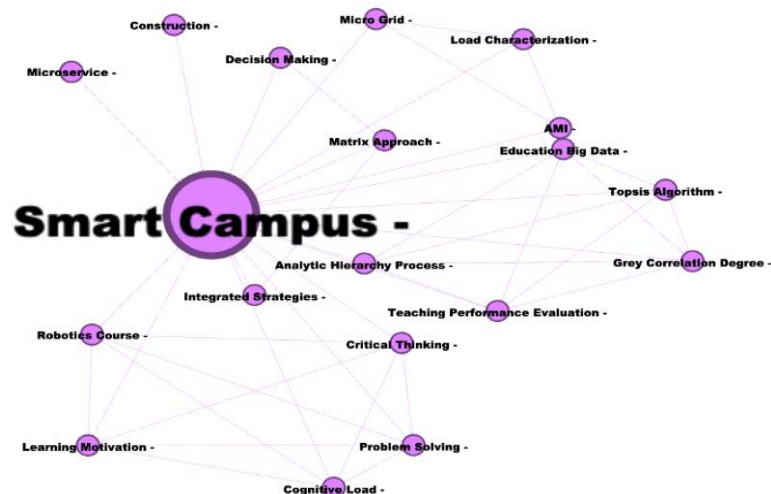 Micro Grid -
Construction -
Load Characterization -
Decision Making -
Microservice -
AMI -
Matrix Approach -
Education Big Data -
Topsis Algorithm -
Smart Campus -
Analytic Hierarchy Process -
Grey Correlation Degree -
Integrated Strategies -
Teaching Performance Evaluation -
Robotics Course -
Critical Thinking -
Learning Motivation -
Problem Solving -
Cognitive Load -